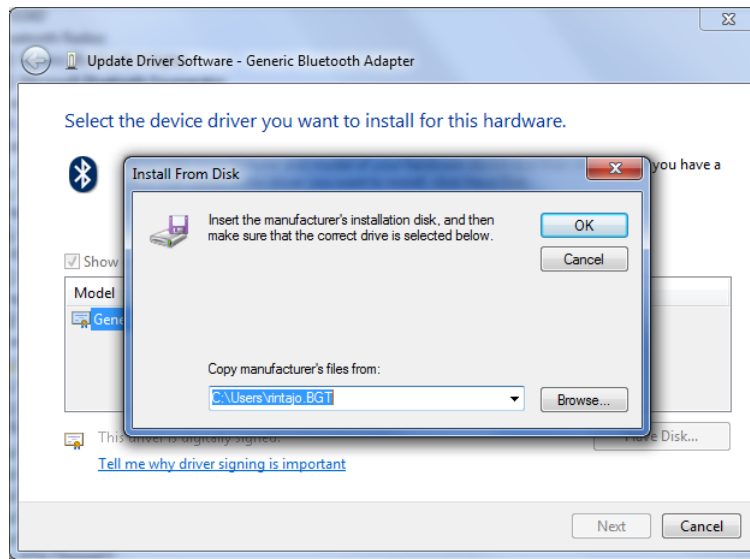 Update Driver Software - Generic Bluetooth Adapter
Select the device driver you want to install for this hardware.
you have a
Install From Disk
Insert the manufacturer's installation disk, and then
make sure that the correct drive is selected below.
OK
Cancel
Show
Model
Gene
Copy manufacturer's files from:
C:\Users\rintajo.BGT
Browse...
This driver is digitally signed.
Have Disk...
Tell me why driver signing is important
Next
Cancel